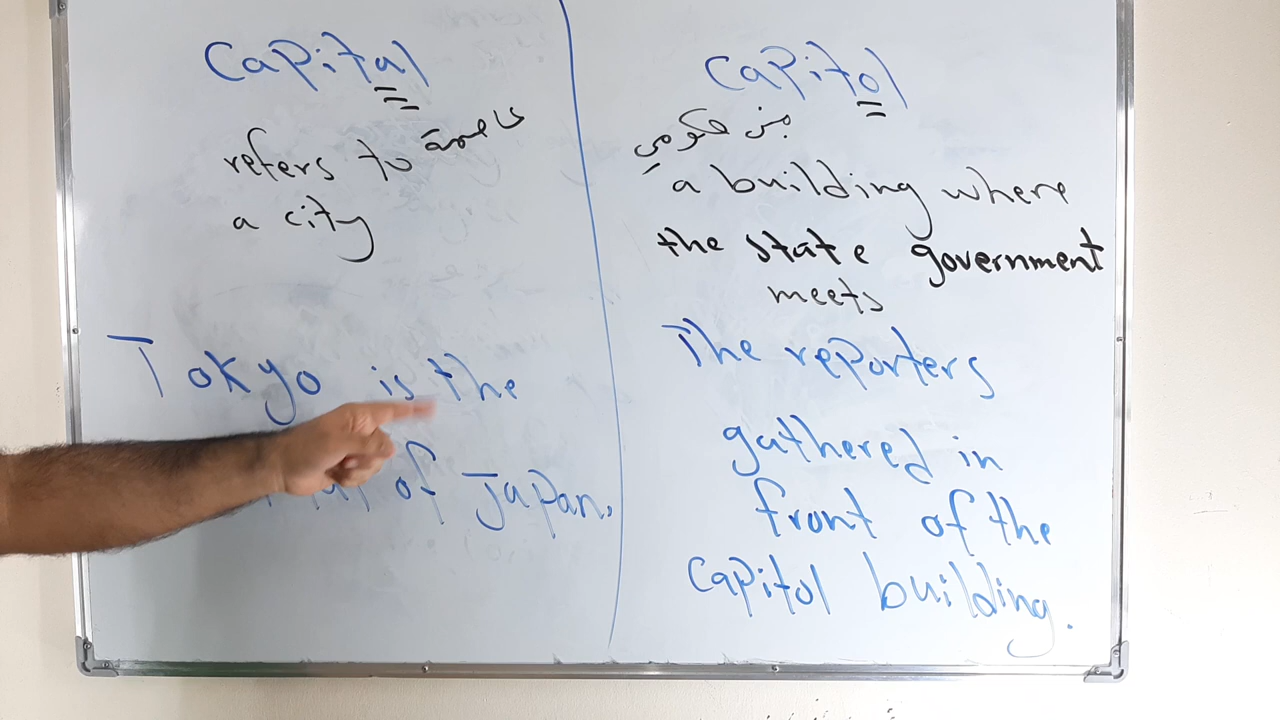 Capital
refers to عاصمة
a city
Tokyo is the
of Japan.
Capitol
مبنى حكومي
a building where
the state government
meets
The reporters
gathered in
front of the
Capitol building.